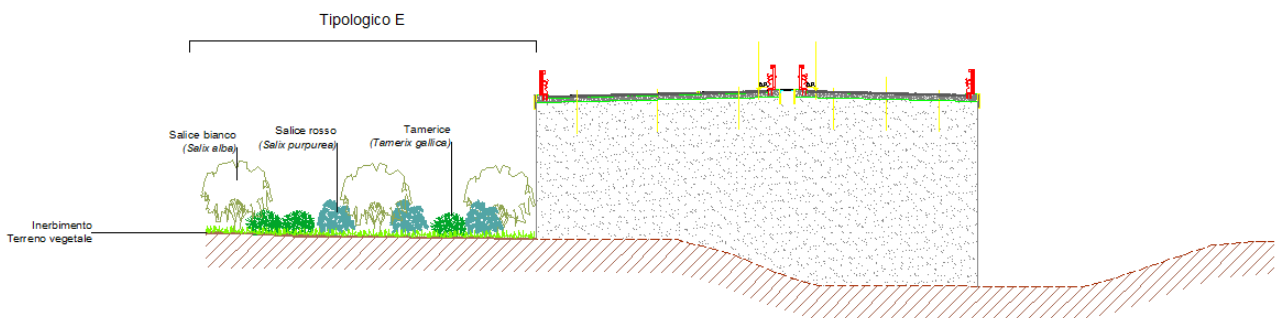 Tipologico E
Salice bianco
(Salix alba)
Salice rosso
(Salix purpurea)
Tamerice
(Tamerix gallica)
Inerbimento
Terreno vegetale